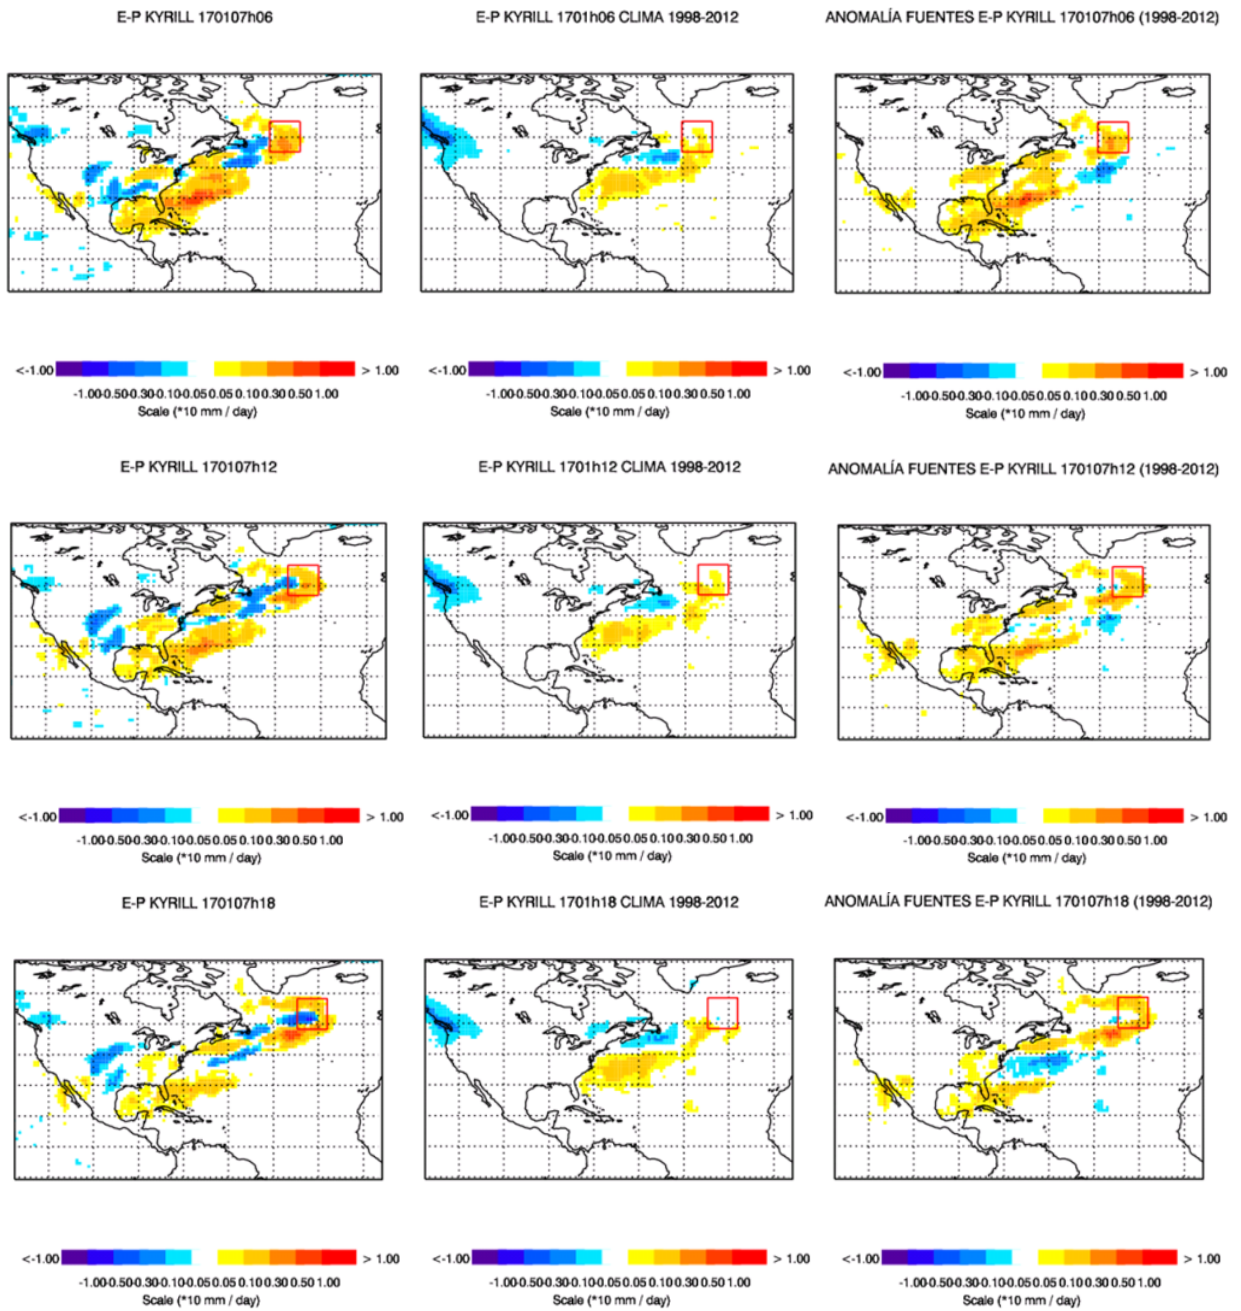 E-P KYRILL 170107h06
E-P KYRILL 1701h06 CLIMA 1998-2012
ANOMALÍA FUENTES E-P KYRILL 170107h06 (1998-2012)
<-1.00 > 1.00
-1.00-0.50-0.30-0.10-0.05 0.05 0.10 0.30 0.50 1.00
Scale (*10 mm / day)
<-1.00 > 1.00
-1.00-0.50-0.30-0.10-0.05 0.05 0.10 0.30 0.50 1.00
Scale (*10 mm / day)
<-1.00 > 1.00
-1.00-0.50-0.30-0.10-0.05 0.05 0.10 0.30 0.50 1.00
Scale (*10 mm / day)
E-P KYRILL 170107h12
E-P KYRILL 1701h12 CLIMA 1998-2012
ANOMALÍA FUENTES E-P KYRILL 170107h12 (1998-2012)
<-1.00 > 1.00
-1.00-0.50-0.30-0.10-0.05 0.05 0.10 0.30 0.50 1.00
Scale (*10 mm / day)
<-1.00 > 1.00
-1.00-0.50-0.30-0.10-0.05 0.05 0.10 0.30 0.50 1.00
Scale (*10 mm / day)
<-1.00 > 1.00
-1.00-0.50-0.30-0.10-0.05 0.05 0.10 0.30 0.50 1.00
Scale (*10 mm / day)
E-P KYRILL 170107h18
E-P KYRILL 1701h18 CLIMA 1998-2012
ANOMALÍA FUENTES E-P KYRILL 170107h18 (1998-2012)
<-1.00 > 1.00
-1.00-0.50-0.30-0.10-0.05 0.05 0.10 0.30 0.50 1.00
Scale (*10 mm / day)
<-1.00 > 1.00
-1.00-0.50-0.30-0.10-0.05 0.05 0.10 0.30 0.50 1.00
Scale (*10 mm / day)
<-1.00 > 1.00
-1.00-0.50-0.30-0.10-0.05 0.05 0.10 0.30 0.50 1.00
Scale (*10 mm / day)